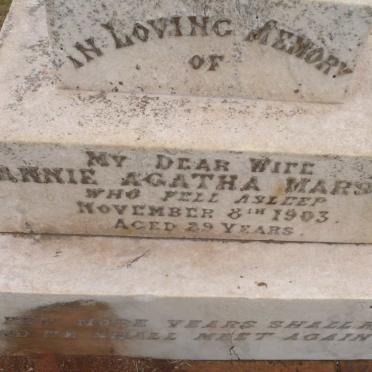 IN LOVING MEMORY
OF
MY DEAR WIFE
ANNIE AGATHA MARS
WHO FELL ASLEEP
NOVEMBER 8TH 1903.
AGED 29 YEARS.
MORE YEARS SHALL R
SHALL MEET AGAIN